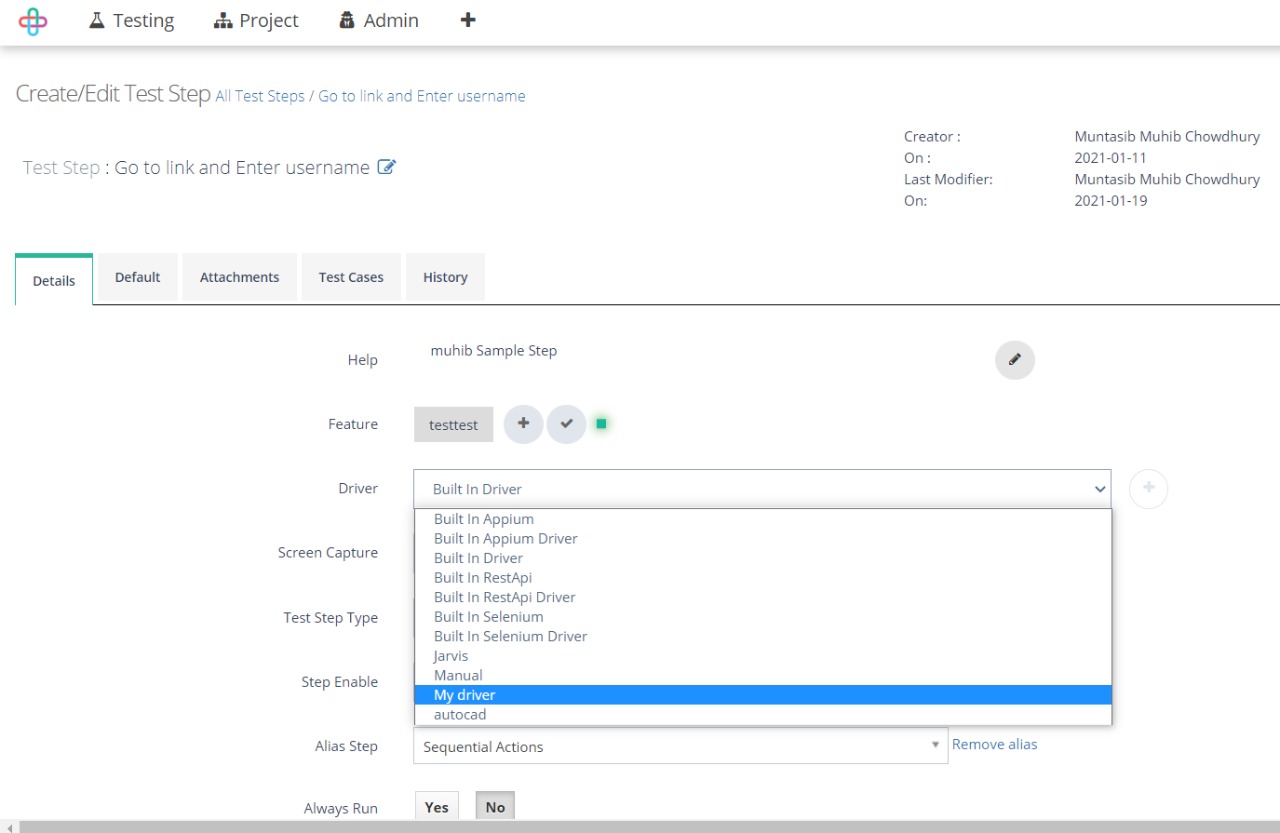 Testing Project Admin
Create/Edit Test Step All Test Steps / Go to link and Enter username
Test Step : Go to link and Enter username
Creator : Muntasib Muhib Chowdhury
On : 2021-01-11
Last Modifier: Muntasib Muhib Chowdhury
On: 2021-01-19
Details Default Attachments Test Cases History
Help muhib Sample Step
Feature testtest
Driver Built In Driver
Built In Appium
Built In Appium Driver
Screen Capture
Built In Driver
Built In RestApi
Built In RestApi Driver
Test Step Type
Built In Selenium
Built In Selenium Driver
Jarvis
Step Enable
Manual
My driver
autocad
Alias Step Sequential Actions Remove alias
Always Run Yes No